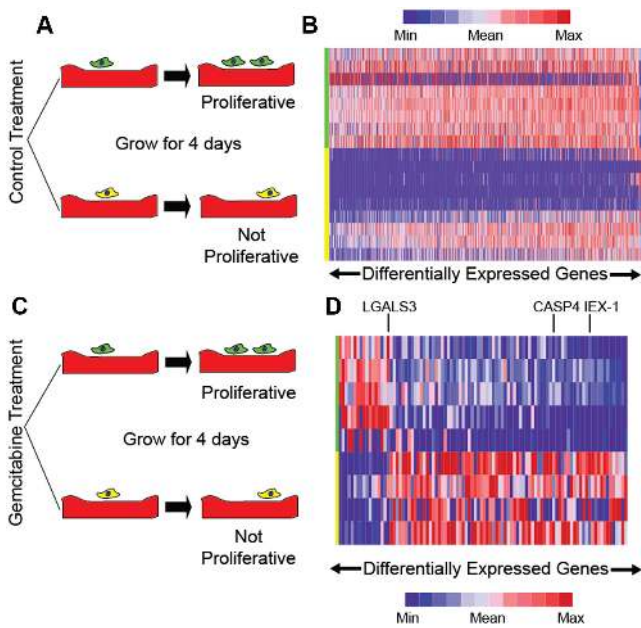 A
Control Treatment
Proliferative
Grow for 4 days
Not
Proliferative
B
Min Mean Max
Differentially Expressed Genes
C
Gemcitabine Treatment
Proliferative
Grow for 4 days
Not
Proliferative
D
LGALS3 CASP4 IEX-1
Differentially Expressed Genes
Min Mean Max